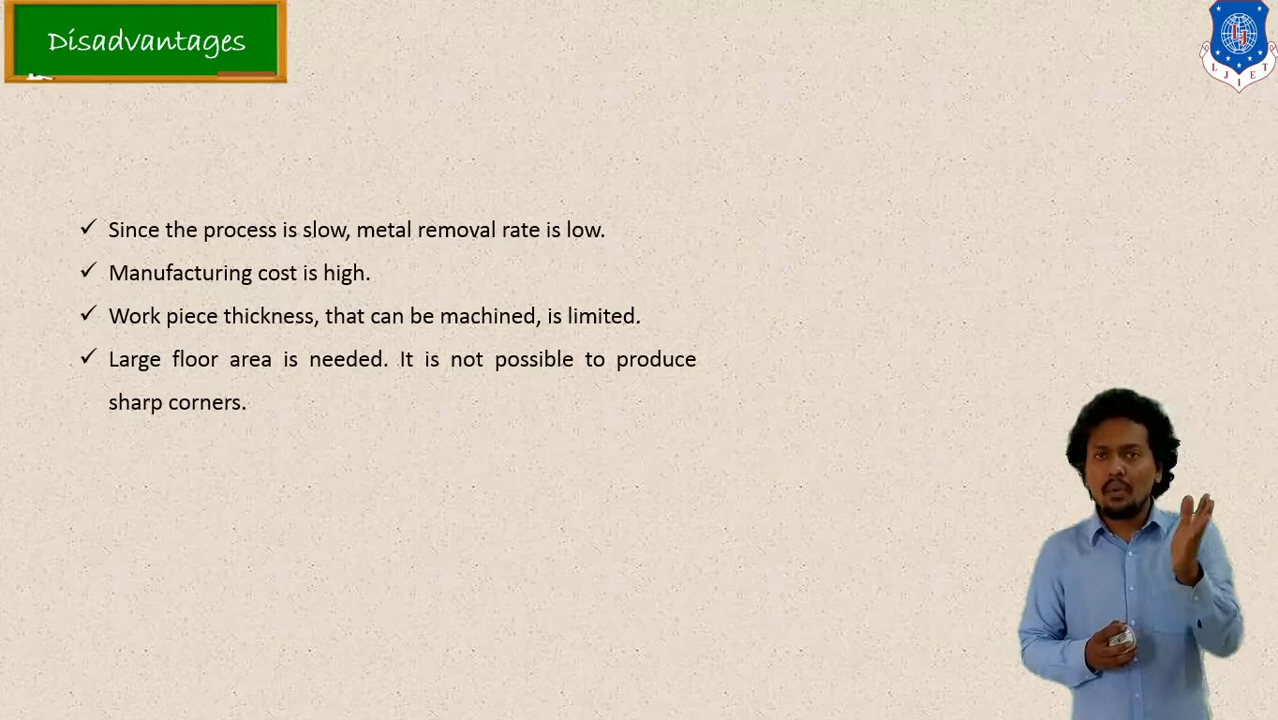 Disadvantages
LJ
L J I E T
✓ Since the process is slow, metal removal rate is low.
✓ Manufacturing cost is high.
✓ Work piece thickness, that can be machined, is limited.
✓ Large floor area is needed. It is not possible to produce
sharp corners.